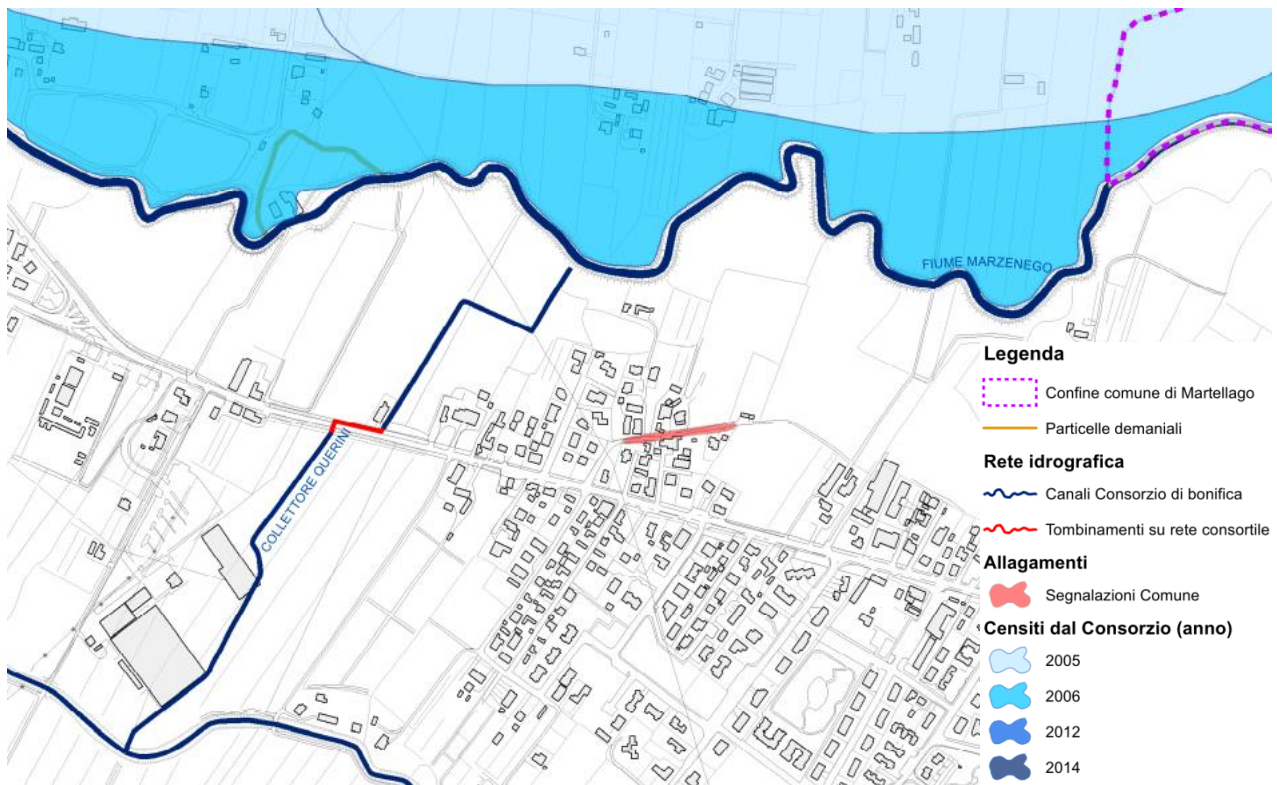 FIUME MARZENEGO
COLLETTORE QUERINI
Legenda
Confine comune di Martellago
Particelle demaniali
Rete idrografica
Canali Consorzio di bonifica
Tombinamenti su rete consortile
Allagamenti
Segnalazioni Comune
Censiti dal Consorzio (anno)
2005
2006
2012
2014